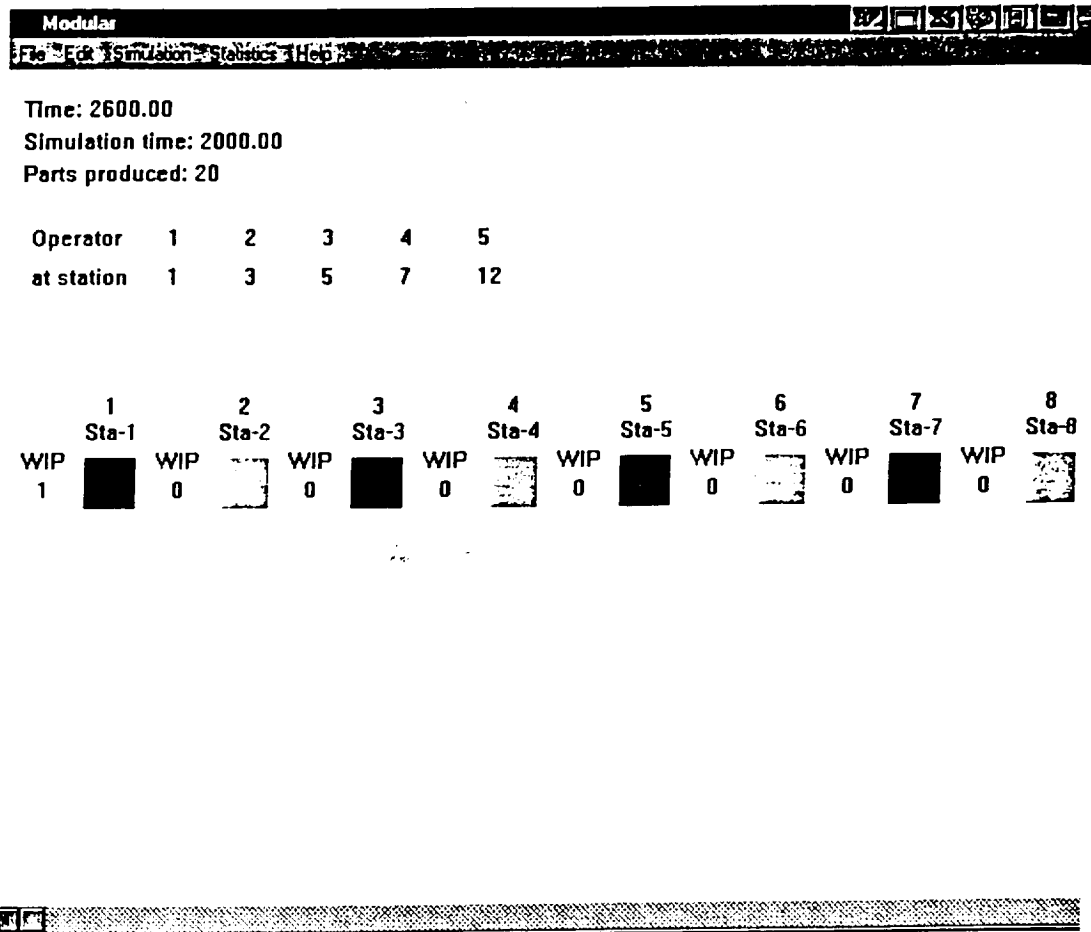 Modular
File Edit Simulation Statistics Help
Time: 2600.00
Simulation time: 2000.00
Parts produced: 20
Operator 1 2 3 4 5
at station 1 3 5 7 12
1 2 3 4 5 6 7 8
Sta-1 Sta-2 Sta-3 Sta-4 Sta-5 Sta-6 Sta-7 Sta-8
WIP WIP WIP WIP WIP WIP WIP WIP
1 0 0 0 0 0 0 0